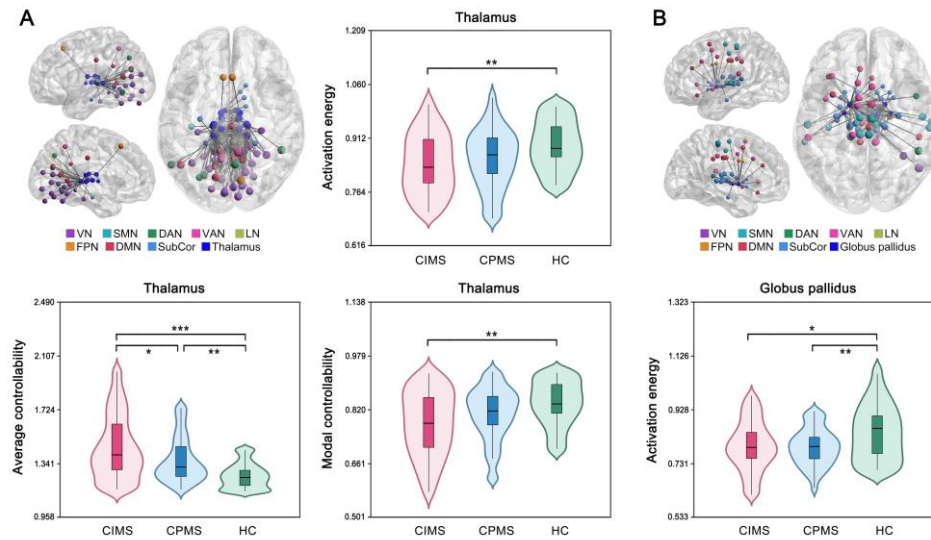 A
VN SMN DAN VAN LN
FPN DMN SubCor Thalamus
Thalamus
Activation energy
1.209
1.060
0.912
0.764
0.616
**
CIMS CPMS HC
B
VN SMN DAN VAN LN
FPN DMN SubCor Globus pallidus
Thalamus
Average controllability
2.490
2.107
1.724
1.341
0.958
***
* **
CIMS CPMS HC
Thalamus
Modal controllability
1.138
0.979
0.820
0.661
0.501
**
CIMS CPMS HC
Globus pallidus
Activation energy
1.323
1.126
0.928
0.731
0.533
*
**
CIMS CPMS HC